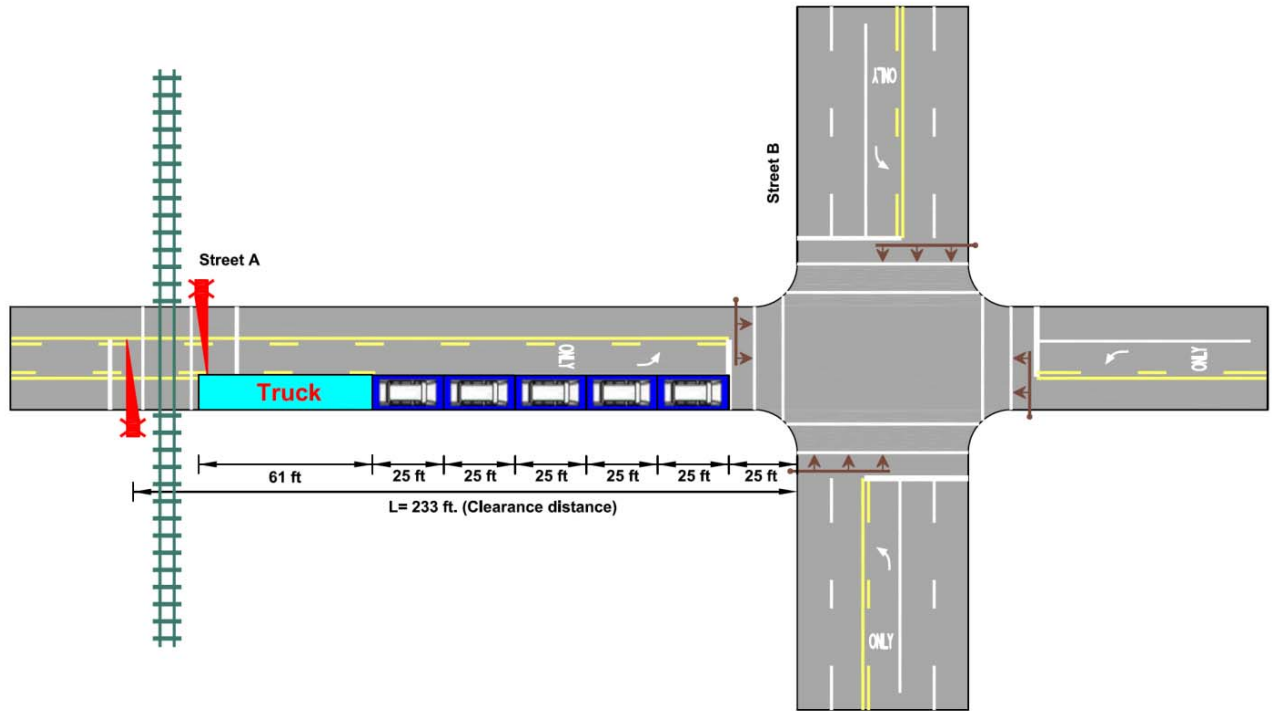 ONLY
Street B
Street A
ONLY
ONLY
Truck
61 ft
25 ft
25 ft
25 ft
25 ft
25 ft
25 ft
L= 233 ft. (Clearance distance)
ONLY